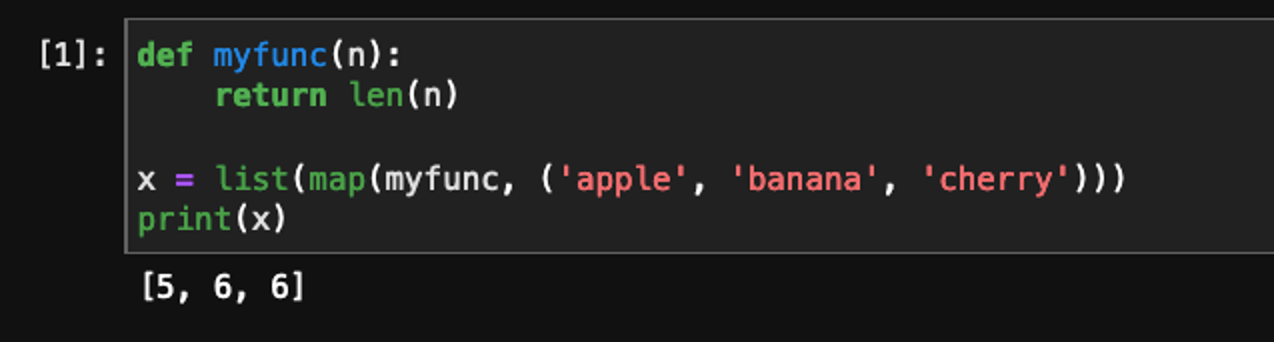 [1]: def myfunc(n):
    return len(n)
x = list(map(myfunc, ('apple', 'banana', 'cherry')))
print(x)
[5, 6, 6]